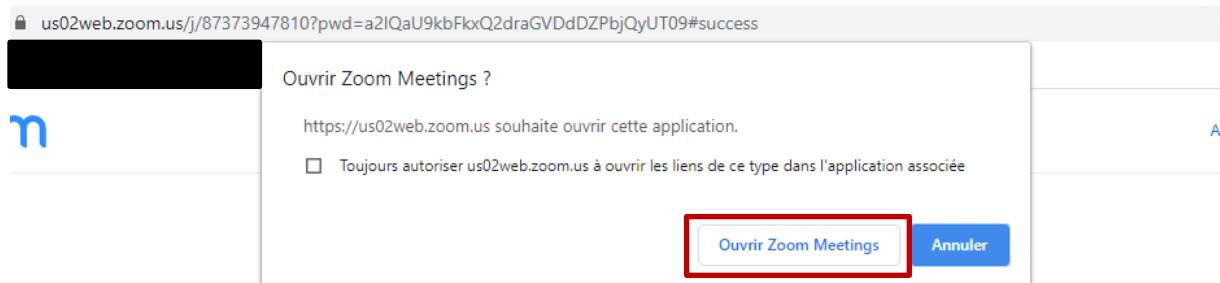 us02web.zoom.us/j/87373947810?pwd=a2lQaU9kbFkxQ2draGVDdDZPbjQyUT09#success
Ouvrir Zoom Meetings ?
https://us02web.zoom.us souhaite ouvrir cette application.
m
A
Toujours autoriser us02web.zoom.us à ouvrir les liens de ce type dans l'application associée
Ouvrir Zoom Meetings
Annuler